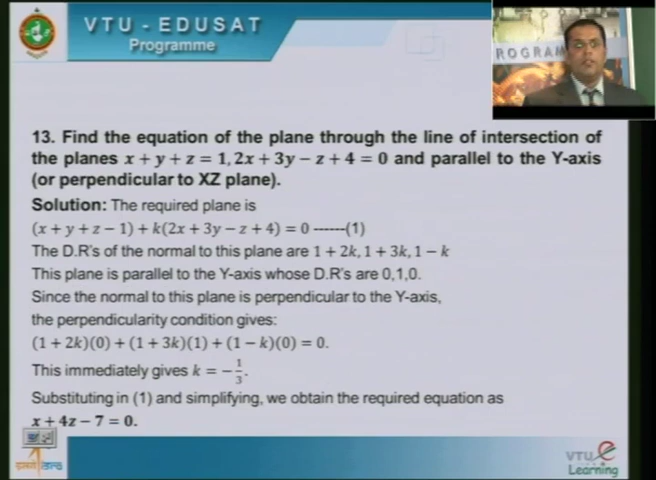 VTU - EDUSAT
Programme
PROGRAM
13. Find the equation of the plane through the line of intersection of
the planes x + y + z = 1, 2x + 3y − z + 4 = 0 and parallel to the Y-axis
(or perpendicular to XZ plane).
Solution: The required plane is
(x + y + z − 1) + k(2x + 3y − z + 4) = 0 ------(1)
The D.R's of the normal to this plane are 1 + 2k, 1 + 3k, 1 − k
This plane is parallel to the Y-axis whose D.R's are 0,1,0.
Since the normal to this plane is perpendicular to the Y-axis,
the perpendicularity condition gives:
(1 + 2k)(0) + (1 + 3k)(1) + (1 − k)(0) = 0.
This immediately gives k = −1/3.
Substituting in (1) and simplifying, we obtain the required equation as
x + 4z − 7 = 0.
VTU e
Learning